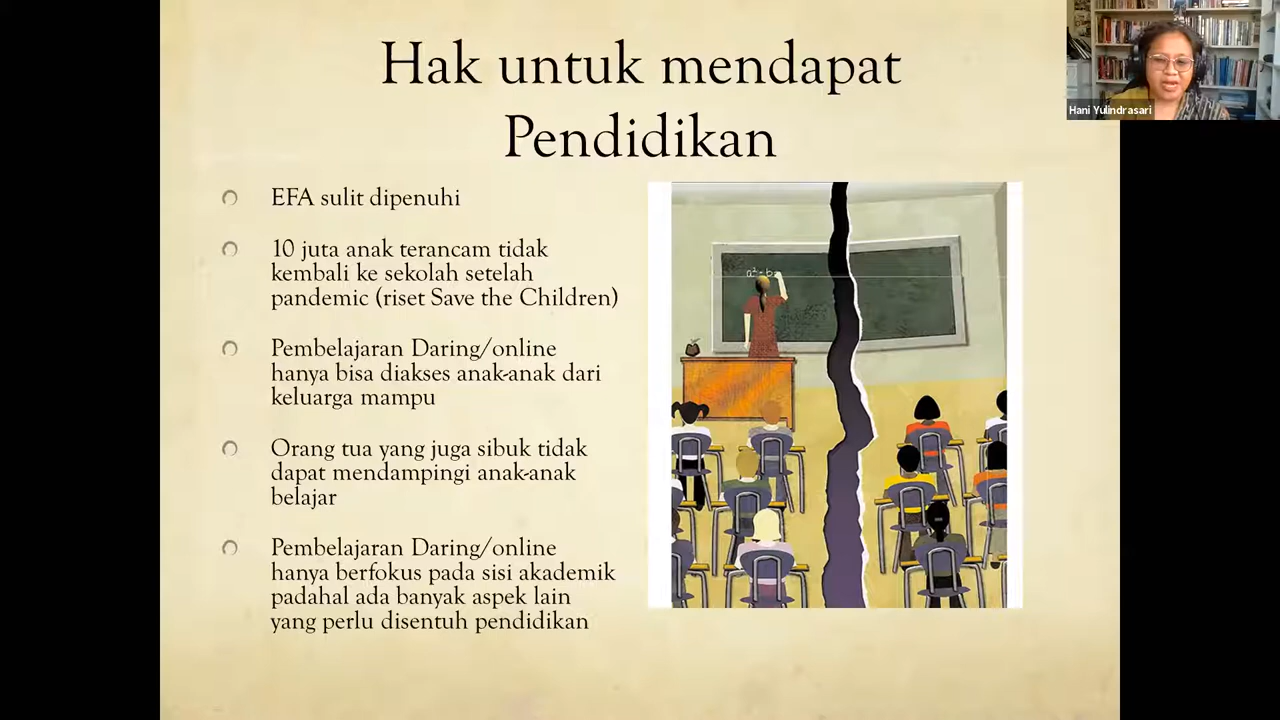 Hak untuk mendapat
Pendidikan
Hani Yulindrasari
EFA sulit dipenuhi
10 juta anak terancam tidak
kembali ke sekolah setelah
pandemic (riset Save the Children)
Pembelajaran Daring/online
hanya bisa diakses anak-anak dari
keluarga mampu
Orang tua yang juga sibuk tidak
dapat mendampingi anak-anak
belajar
Pembelajaran Daring/online
hanya berfokus pada sisi akademik
padahal ada banyak aspek lain
yang perlu disentuh pendidikan